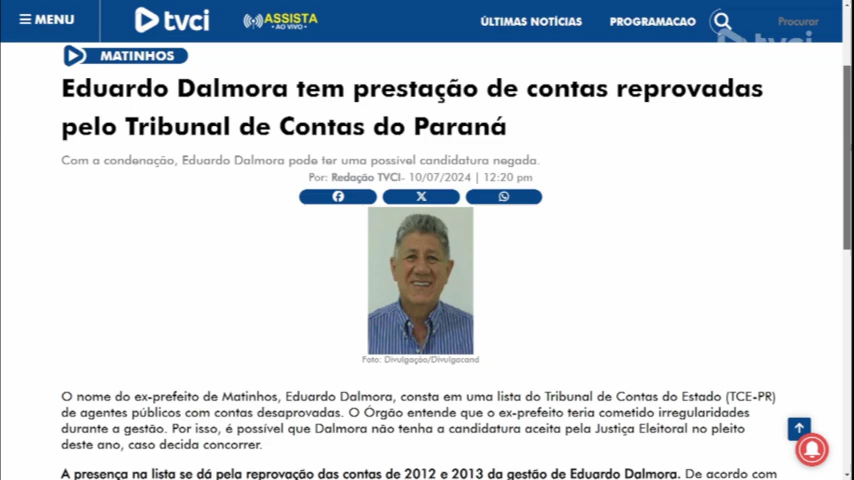 MENU
tvci
ASSISTA
AO VIVO
ÚLTIMAS NOTÍCIAS
PROGRAMACAO
Procurar
tvci
MATINHOS
Eduardo Dalmora tem prestação de contas reprovadas
pelo Tribunal de Contas do Paraná
Com a condenação, Eduardo Dalmora pode ter uma possivel candidatura negada.
Por: Redação TVCI- 10/07/2024 | 12:20 pm
Foto: Divulgação/Divulgacand
O nome do ex-prefeito de Matinhos, Eduardo Dalmora, consta em uma lista do Tribunal de Contas do Estado (TCE-PR)
de agentes públicos com contas desaprovadas. O Órgão entende que o ex-prefeito teria cometido irregularidades
durante a gestão. Por isso, é possível que Dalmora não tenha a candidatura aceita pela Justiça Eleitoral no pleito
deste ano, caso decida concorrer.
A presença na lista se dá pela reprovação das contas de 2012 e 2013 da gestão de Eduardo Dalmora. De acordo com